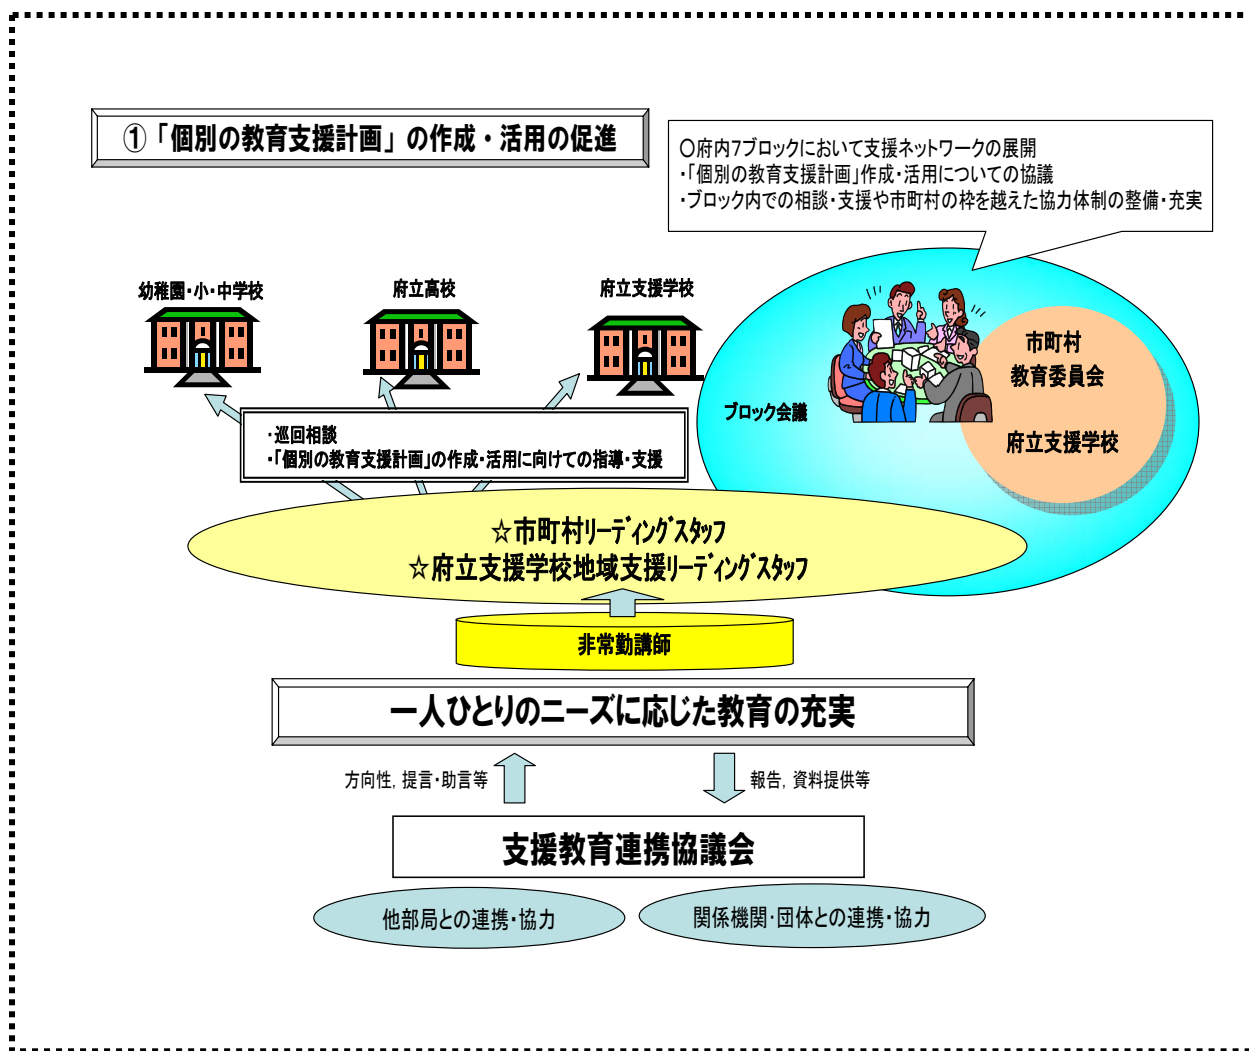 ①「個別の教育支援計画」の作成・活用の促進
〇府内7ブロックにおいて支援ネットワークの展開
・「個別の教育支援計画」作成・活用についての協議
・ブロック内での相談・支援や市町村の枠を越えた協力体制の整備・充実
幼稚園・小・中学校
府立高校
府立支援学校
市町村
教育委員会
府立支援学校
ブロック会議
・巡回相談
・「個別の教育支援計画」の作成・活用に向けての指導・支援
☆市町村リーディングスタッフ
☆府立支援学校地域支援リーディングスタッフ
非常勤講師
一人ひとりのニーズに応じた教育の充実
方向性，提言・助言等
報告，資料提供等
支援教育連携協議会
他部局との連携・協力
関係機関・団体との連携・協力